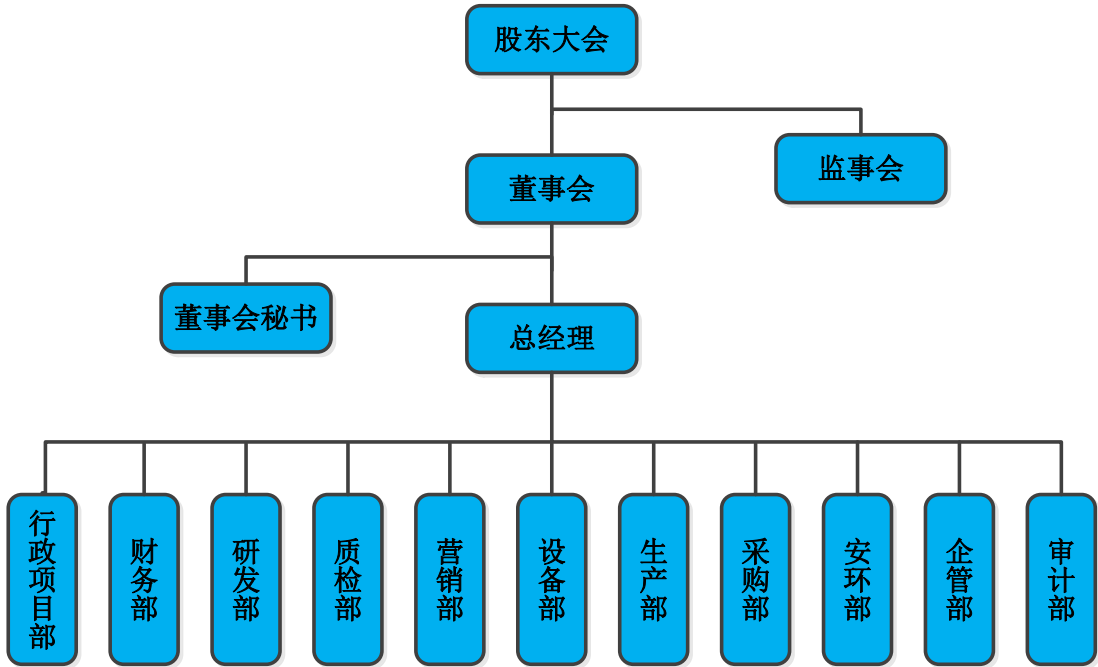 股东大会
监事会
董事会
董事会秘书
总经理
行政项目部
财务部
研发部
质检部
营销部
设备部
生产部
采购部
安环部
企管部
审计部